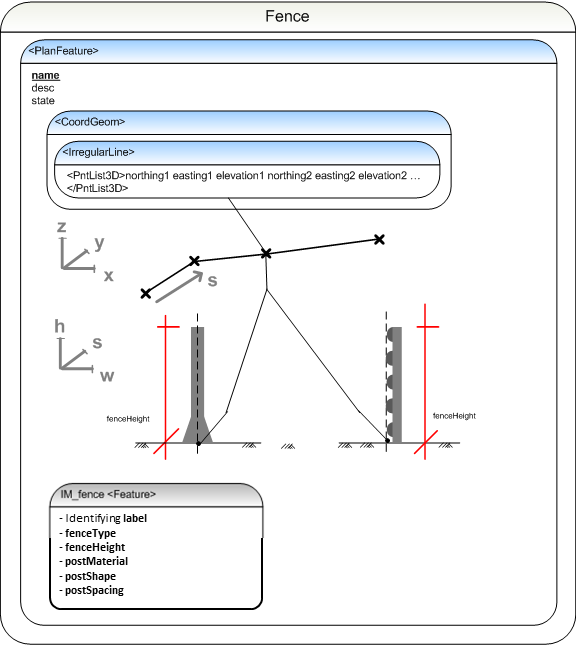 Fence
<PlanFeature>
name
desc
state
<CoordGeom>
<IrregularLine>
<PntList3D>northing1 easting1 elevation1 northing2 easting2 elevation2 ...
</PntList3D>
z
y
x
s
h
s
w
fenceHeight
fenceHeight
IM_fence <Feature>
- Identifying label
- fenceType
- fenceHeight
- postMaterial
- postShape
- postSpacing